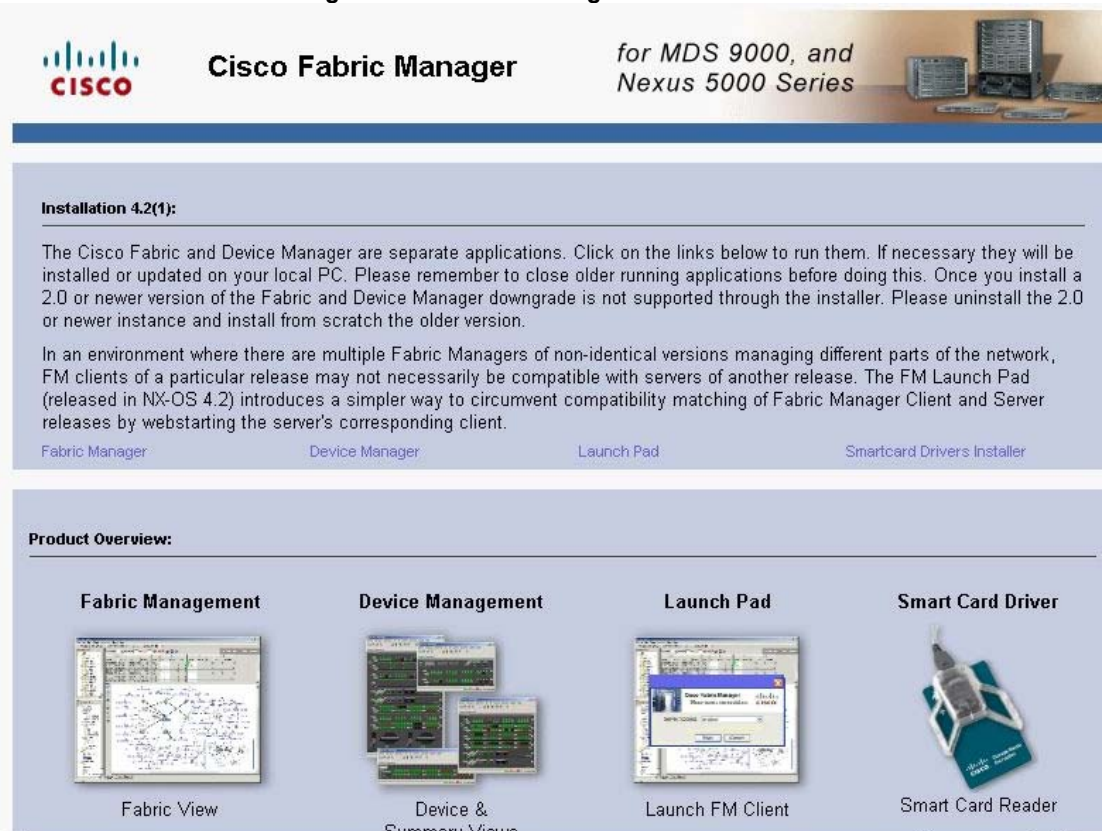 CISCO
Cisco Fabric Manager
for MDS 9000, and
Nexus 5000 Series
Installation 4.2(1):
The Cisco Fabric and Device Manager are separate applications. Click on the links below to run them. If necessary they will be
installed or updated on your local PC. Please remember to close older running applications before doing this. Once you install a
2.0 or newer version of the Fabric and Device Manager downgrade is not supported through the installer. Please uninstall the 2.0
or newer instance and install from scratch the older version.
In an environment where there are multiple Fabric Managers of non-identical versions managing different parts of the network,
FM clients of a particular release may not necessarily be compatible with servers of another release. The FM Launch Pad
(released in NX-OS 4.2) introduces a simpler way to circumvent compatibility matching of Fabric Manager Client and Server
releases by webstarting the server's corresponding client.
Fabric Manager Device Manager Launch Pad Smartcard Drivers Installer
Product Overview:
Fabric Management Device Management Launch Pad Smart Card Driver
Cisco Fabric Manager
CISCO
Fabric View Device & Launch FM Client Smart Card Reader
Summary Views